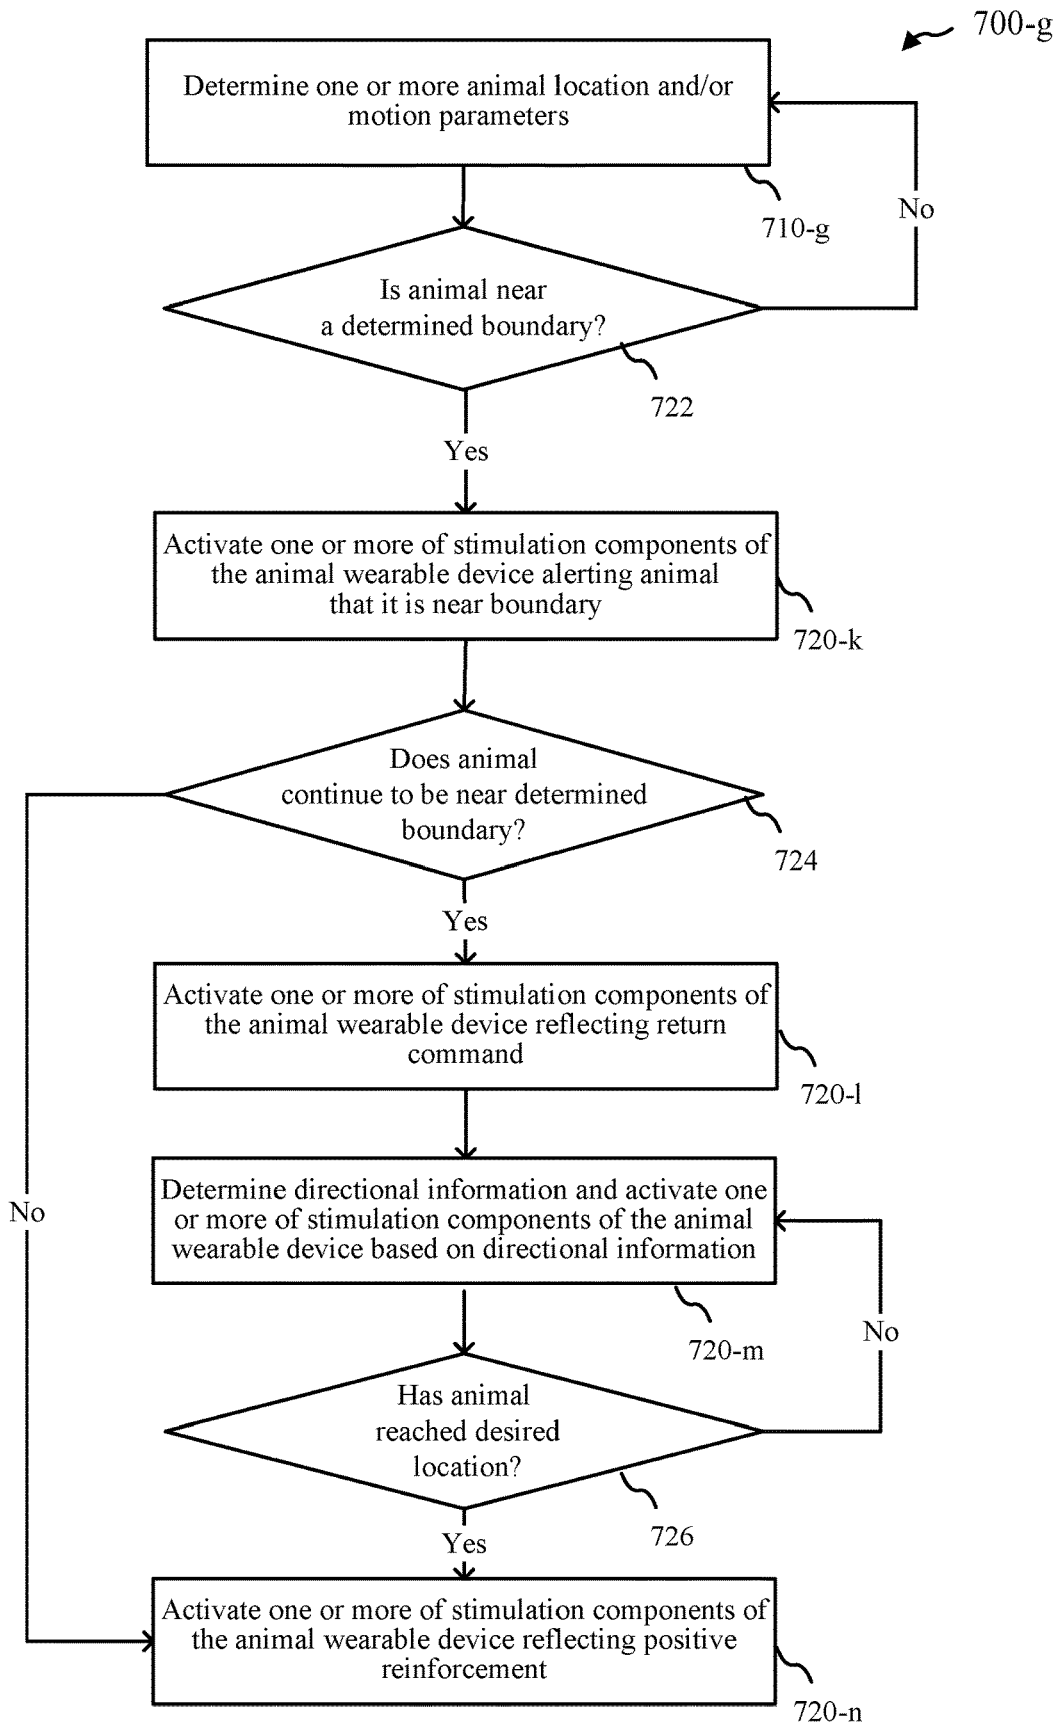 700-g
Determine one or more animal location and/or
motion parameters
710-g
No
Is animal near
a determined boundary?
722
Yes
Activate one or more of stimulation components of
the animal wearable device alerting animal
that it is near boundary
720-k
Does animal
continue to be near determined
boundary?
724
Yes
Activate one or more of stimulation components of
the animal wearable device reflecting return
command
720-l
No
Determine directional information and activate one
or more of stimulation components of the animal
wearable device based on directional information
720-m
No
Has animal
reached desired
location?
726
Yes
Activate one or more of stimulation components of
the animal wearable device reflecting positive
reinforcement
720-n